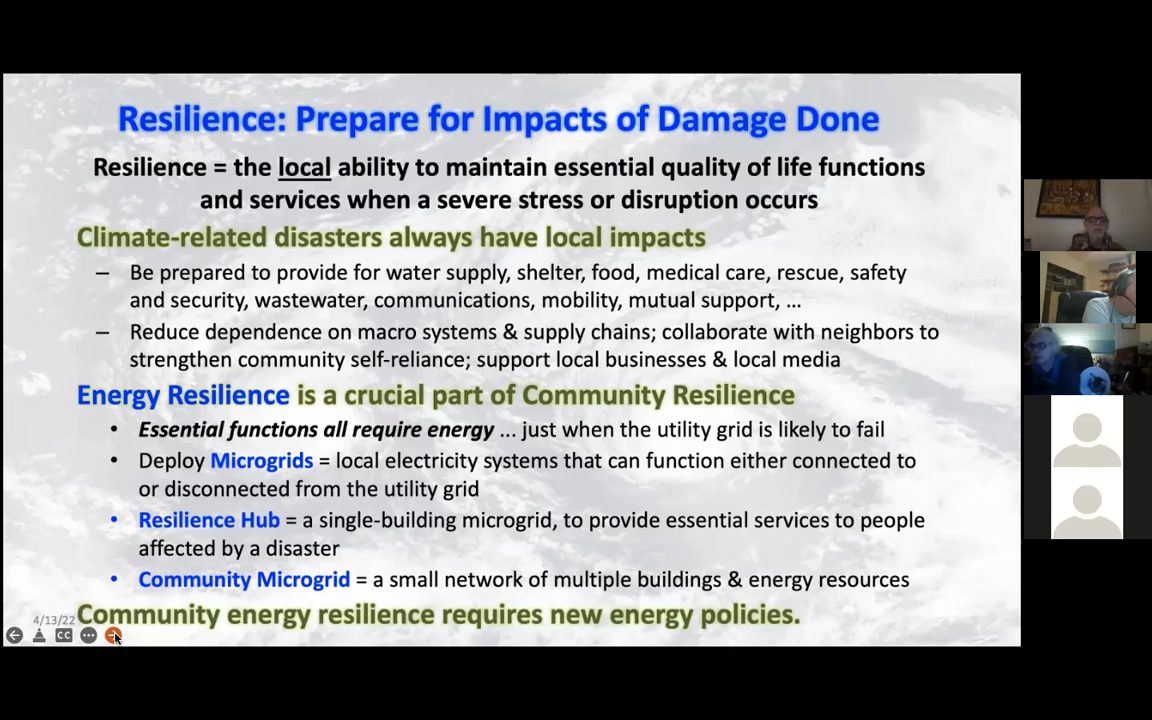 Resilience: Prepare for Impacts of Damage Done
Resilience = the local ability to maintain essential quality of life functions
and services when a severe stress or disruption occurs
Climate-related disasters always have local impacts
– Be prepared to provide for water supply, shelter, food, medical care, rescue, safety
and security, wastewater, communications, mobility, mutual support, ...
– Reduce dependence on macro systems & supply chains; collaborate with neighbors to
strengthen community self-reliance; support local businesses & local media
Energy Resilience is a crucial part of Community Resilience
• Essential functions all require energy ... just when the utility grid is likely to fail
• Deploy Microgrids = local electricity systems that can function either connected to
or disconnected from the utility grid
• Resilience Hub = a single-building microgrid, to provide essential services to people
affected by a disaster
• Community Microgrid = a small network of multiple buildings & energy resources
Community energy resilience requires new energy policies.
4/13/22
CC